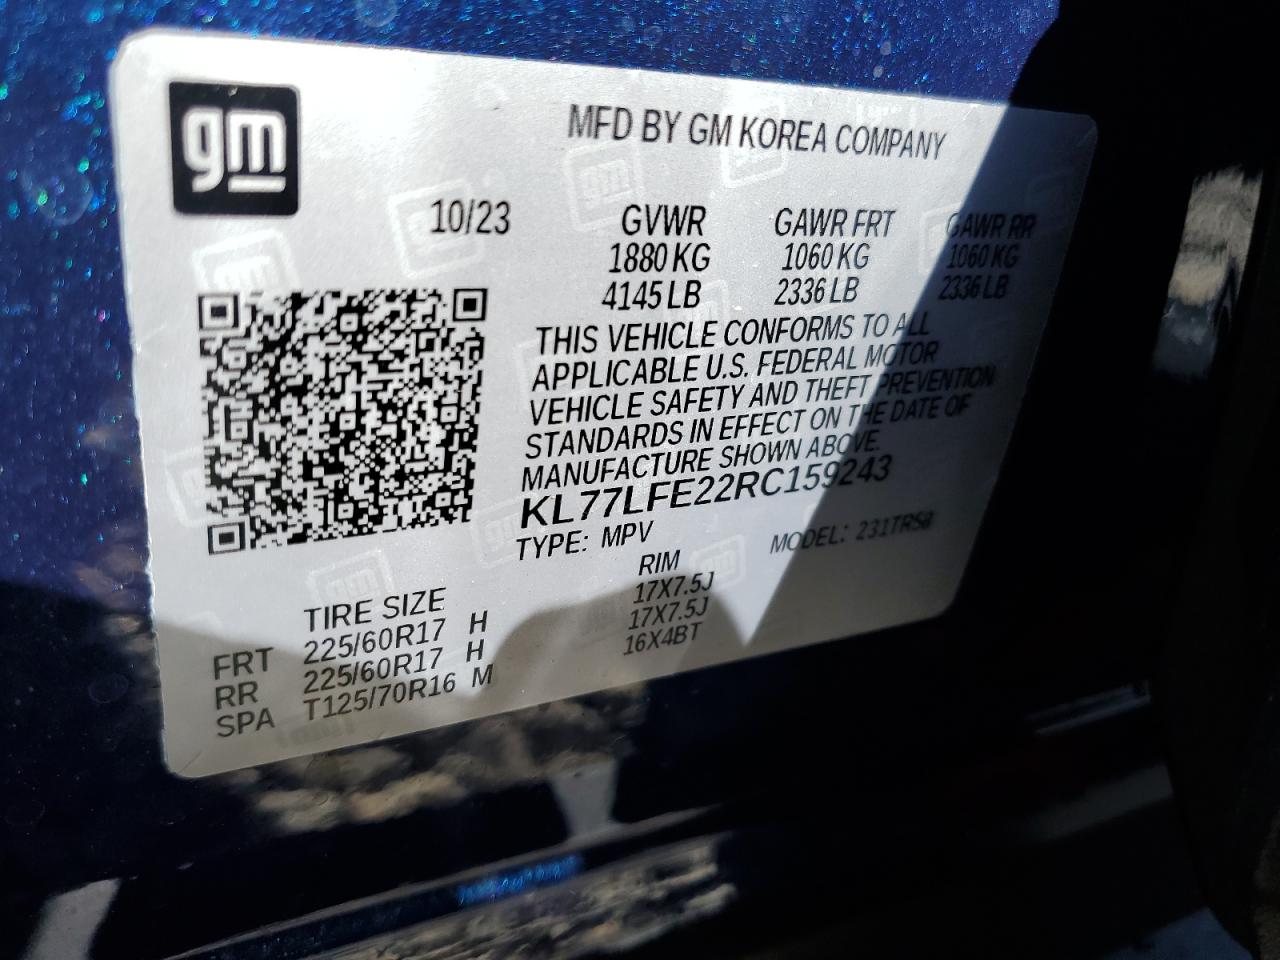 gm
MFD BY GM KOREA COMPANY
10/23 GVWR GAWR FRT GAWR RR
1880 KG 1060 KG 1060 KG
4145 LB 2336 LB 2336 LB
THIS VEHICLE CONFORMS TO ALL
APPLICABLE U.S. FEDERAL MOTOR
VEHICLE SAFETY AND THEFT PREVENTION
STANDARDS IN EFFECT ON THE DATE OF
MANUFACTURE SHOWN ABOVE.
KL77LFE22RC159243
TYPE: MPV MODEL: 231TR58
TIRE SIZE RIM
FRT 225/60R17 H 17X7.5J
RR 225/60R17 H 17X7.5J
SPA T125/70R16 M 16X4BT